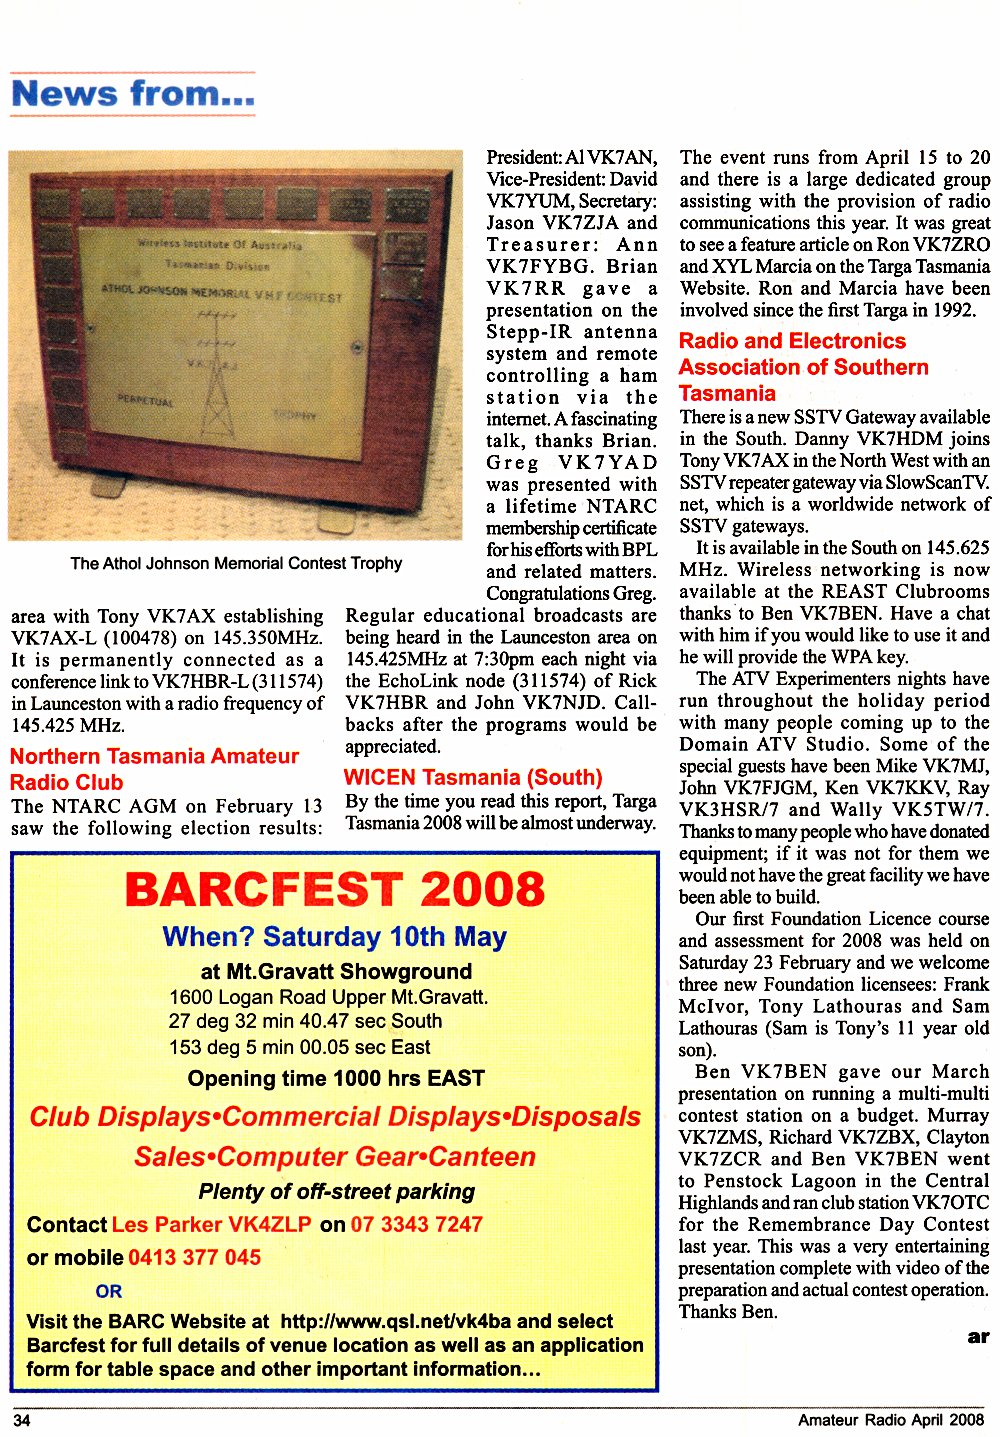 News from...
Wireless Institute Of Australia
Tasmanian Division
ATHOL JOHNSON MEMORIAL V.H.F. CONTEST
PERPETUAL
TROPHY
The Athol Johnson Memorial Contest Trophy
area with Tony VK7AX establishing
VK7AX-L (100478) on 145.350MHz.
It is permanently connected as a
conference link to VK7HBR-L (311574)
in Launceston with a radio frequency of
145.425 MHz.
Northern Tasmania Amateur
Radio Club
The NTARC AGM on February 13
saw the following election results:
President: Al VK7AN,
Vice-President: David
VK7YUM, Secretary:
Jason VK7ZJA and
Treasurer: Ann
VK7FYBG. Brian
VK7RR gave a
presentation on the
Stepp-IR antenna
system and remote
controlling a ham
station via the
internet. A fascinating
talk, thanks Brian.
Greg VK7YAD
was presented with
a lifetime NTARC
membership certificate
for his efforts with BPL
and related matters.
Congratulations Greg.
Regular educational broadcasts are
being heard in the Launceston area on
145.425MHz at 7:30pm each night via
the EchoLink node (311574) of Rick
VK7HBR and John VK7NJD. Call-
backs after the programs would be
appreciated.
WICEN Tasmania (South)
By the time you read this report, Targa
Tasmania 2008 will be almost underway.
The event runs from April 15 to 20
and there is a large dedicated group
assisting with the provision of radio
communications this year. It was great
to see a feature article on Ron VK7ZRO
and XYL Marcia on the Targa Tasmania
Website. Ron and Marcia have been
involved since the first Targa in 1992.
Radio and Electronics
Association of Southern
Tasmania
There is a new SSTV Gateway available
in the South. Danny VK7HDM joins
Tony VK7AX in the North West with an
SSTV repeater gateway via SlowScanTV.
net, which is a worldwide network of
SSTV gateways.
It is available in the South on 145.625
MHz. Wireless networking is now
available at the REAST Clubrooms
thanks to Ben VK7BEN. Have a chat
with him if you would like to use it and
he will provide the WPA key.
The ATV Experimenters nights have
run throughout the holiday period
with many people coming up to the
Domain ATV Studio. Some of the
special guests have been Mike VK7MJ,
John VK7FJGM, Ken VK7KKV, Ray
VK3HSR/7 and Wally VK5TW/7.
Thanks to many people who have donated
equipment; if it was not for them we
would not have the great facility we have
been able to build.
Our first Foundation Licence course
and assessment for 2008 was held on
Saturday 23 February and we welcome
three new Foundation licensees: Frank
McIvor, Tony Lathouras and Sam
Lathouras (Sam is Tony's 11 year old
son).
Ben VK7BEN gave our March
presentation on running a multi-multi
contest station on a budget. Murray
VK7ZMS, Richard VK7ZBX, Clayton
VK7ZCR and Ben VK7BEN went
to Penstock Lagoon in the Central
Highlands and ran club station VK7OTC
for the Remembrance Day Contest
last year. This was a very entertaining
presentation complete with video of the
preparation and actual contest operation.
Thanks Ben.
ar
BARCFEST 2008
When? Saturday 10th May
at Mt.Gravatt Showground
1600 Logan Road Upper Mt.Gravatt.
27 deg 32 min 40.47 sec South
153 deg 5 min 00.05 sec East
Opening time 1000 hrs EAST
Club Displays•Commercial Displays•Disposals
Sales•Computer Gear•Canteen
Plenty of off-street parking
Contact Les Parker VK4ZLP on 07 3343 7247
or mobile 0413 377 045
OR
Visit the BARC Website at http://www.qsl.net/vk4ba and select
Barcfest for full details of venue location as well as an application
form for table space and other important information...
34
Amateur Radio April 2008